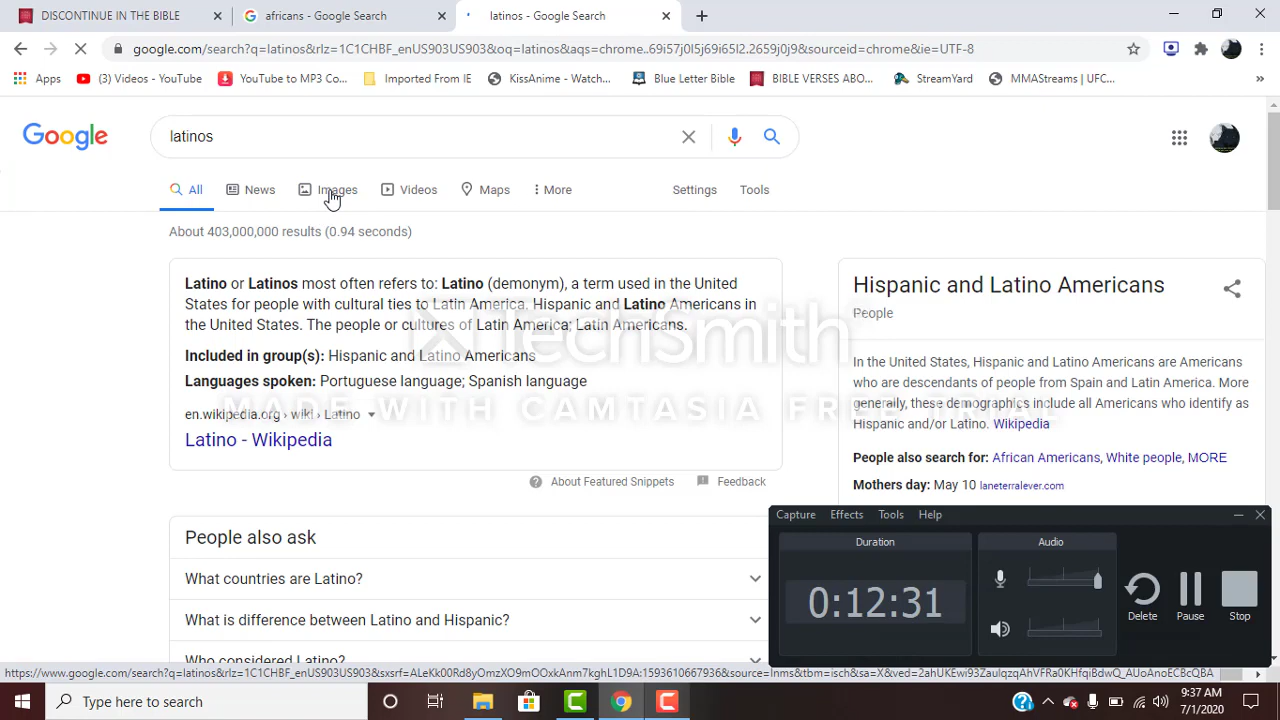 DISCONTINUE IN THE BIBLE
africans - Google Search
latinos - Google Search
google.com/search?q=latinos&rlz=1C1CHBF_enUS903US903&oq=latinos&aqs=chrome..69i57j0l5j69i65l2.2659j0j9&sourceid=chrome&ie=UTF-8
Apps
(3) Videos - YouTube
YouTube to MP3 Co...
Imported From IE
KissAnime - Watch...
Blue Letter Bible
BIBLE VERSES ABO...
StreamYard
MMAStreams | UFC...
Google
latinos
All
News
Images
Videos
Maps
More
Settings
Tools
About 403,000,000 results (0.94 seconds)
Latino or Latinos most often refers to: Latino (demonym), a term used in the United
States for people with cultural ties to Latin America. Hispanic and Latino Americans in
the United States. The people or cultures of Latin America; Latin Americans.
Included in group(s): Hispanic and Latino Americans
Languages spoken: Portuguese language; Spanish language
en.wikipedia.org › wiki › Latino
Latino - Wikipedia
About Featured Snippets
Feedback
People also ask
What countries are Latino?
What is difference between Latino and Hispanic?
Who considered Latino?
Hispanic and Latino Americans
People
In the United States, Hispanic and Latino Americans are Americans
who are descendants of people from Spain and Latin America. More
generally, these demographics include all Americans who identify as
Hispanic and/or Latino. Wikipedia
People also search for: African Americans, White people, MORE
Mothers day: May 10 laneterralever.com
TechSmith
MADE WITH CAMTASIA FREE TRIAL
Capture
Effects
Tools
Help
Duration
Audio
0:12:31
Delete
Pause
Stop
Type here to search
9:37 AM
7/1/2020